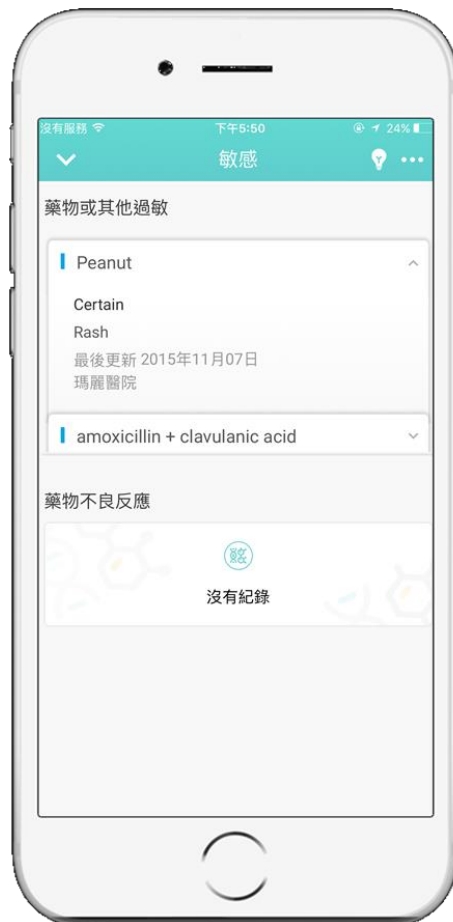 沒有服務
下午5:50
24%
敏感
藥物或其他過敏
Peanut
Certain
Rash
最後更新 2015年11月07日
瑪麗醫院
amoxicillin + clavulanic acid
藥物不良反應
沒有紀錄